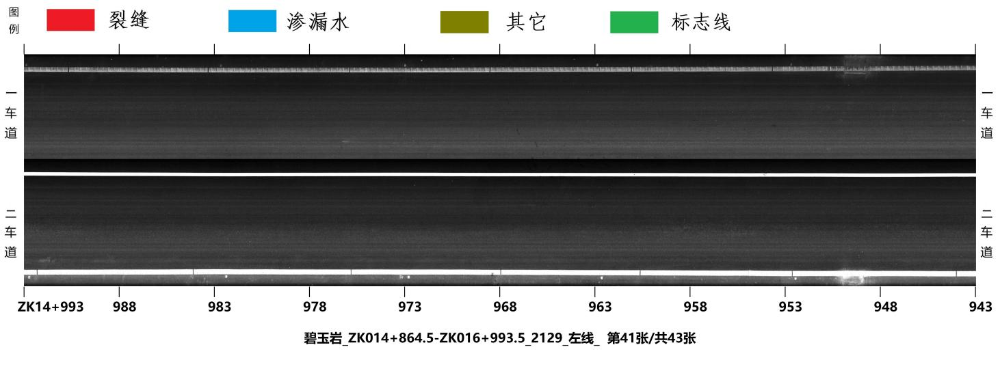 图例
裂缝 渗漏水 其它 标志线
一车道 一车道
二车道 二车道
ZK14+993 988 983 978 973 968 963 958 953 948 943
碧玉岩_ZK014+864.5-ZK016+993.5_2129_左线_ 第41张/共43张